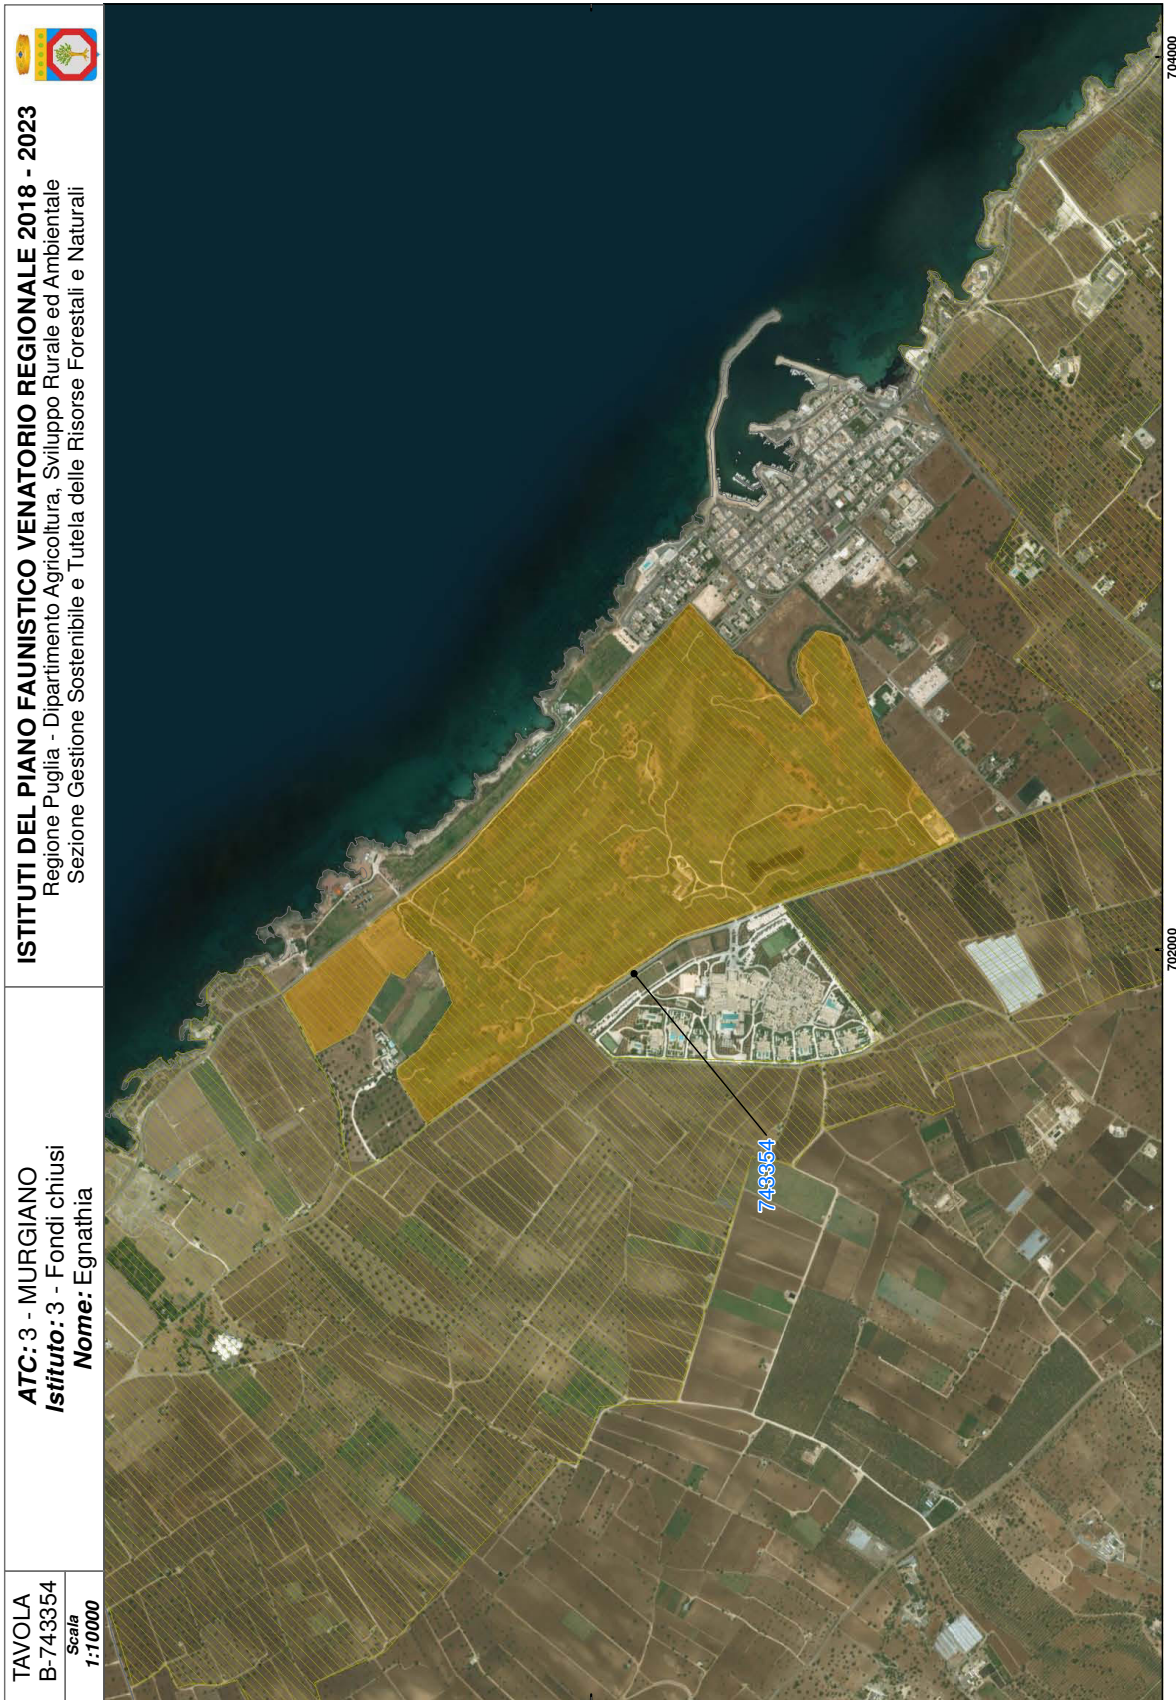 TAVOLA
B-743354
Scala
1:10000
ATC: 3 - MURGIANO
Istituto: 3 - Fondi chiusi
Nome: Egnathia
ISTITUTI DEL PIANO FAUNISTICO VENATORIO REGIONALE 2018 - 2023
Regione Puglia - Dipartimento Agricoltura, Sviluppo Rurale ed Ambientale
Sezione Gestione Sostenibile e Tutela delle Risorse Forestali e Naturali
743354
702000
704000